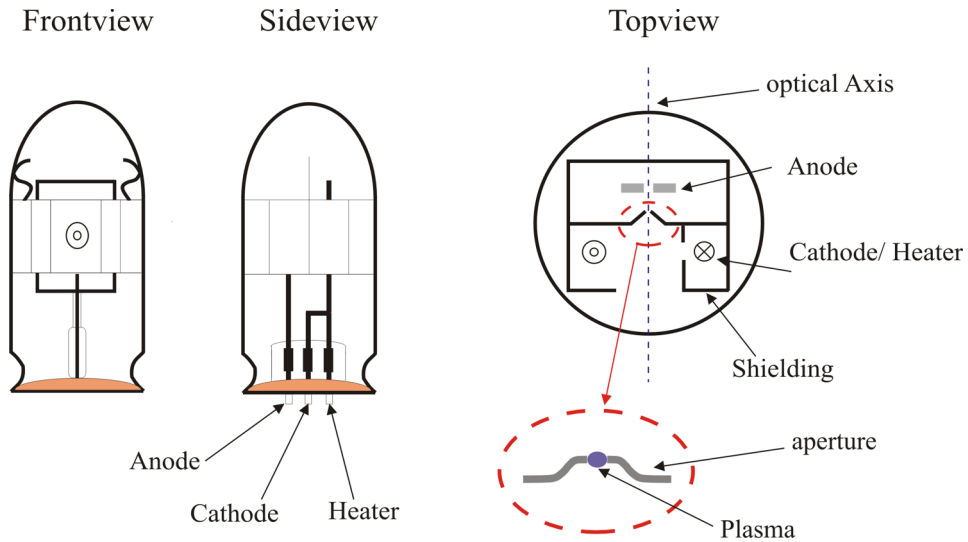 Frontview
Sideview
Topview
optical Axis
Anode
Cathode/ Heater
Shielding
Anode
Cathode
Heater
aperture
Plasma